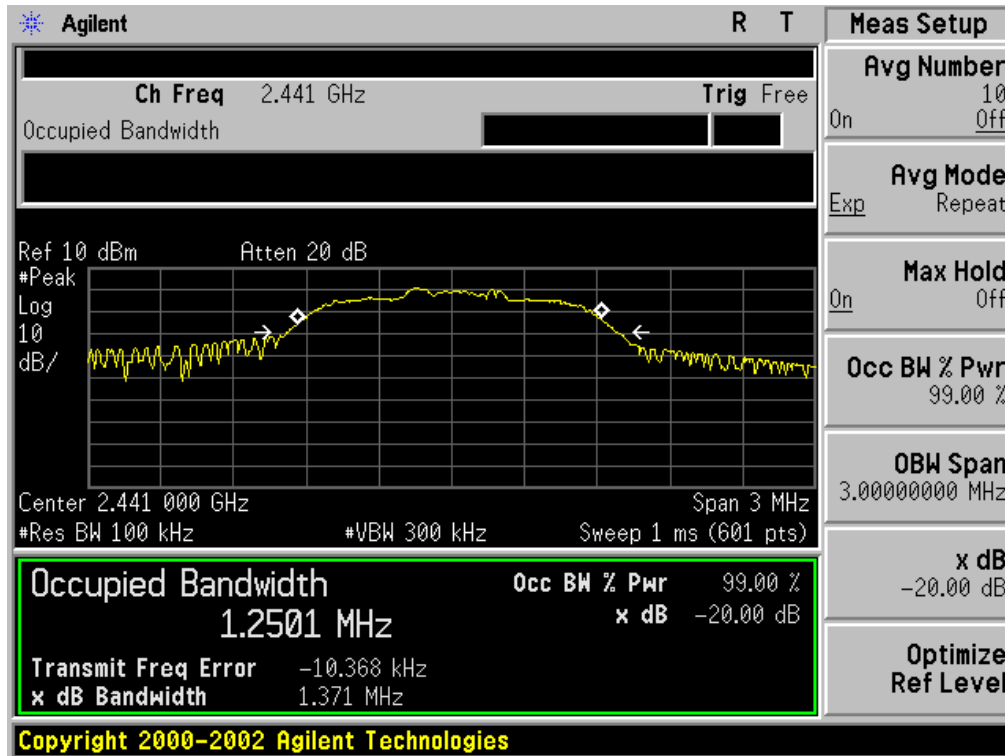 Agilent R T
Ch Freq 2.441 GHz Trig Free
Occupied Bandwidth
Ref 10 dBm Atten 20 dB
#Peak
Log
10
dB/
Center 2.441 000 GHz Span 3 MHz
#Res BW 100 kHz #VBW 300 kHz Sweep 1 ms (601 pts)
Occupied Bandwidth
1.2501 MHz
Occ BW % Pwr 99.00 %
x dB -20.00 dB
Transmit Freq Error -10.368 kHz
x dB Bandwidth 1.371 MHz
Copyright 2000-2002 Agilent Technologies
Meas Setup
Avg Number
10
On Off
Avg Mode
Exp Repeat
Max Hold
On Off
Occ BW % Pwr
99.00 %
OBW Span
3.00000000 MHz
x dB
-20.00 dB
Optimize
Ref Level